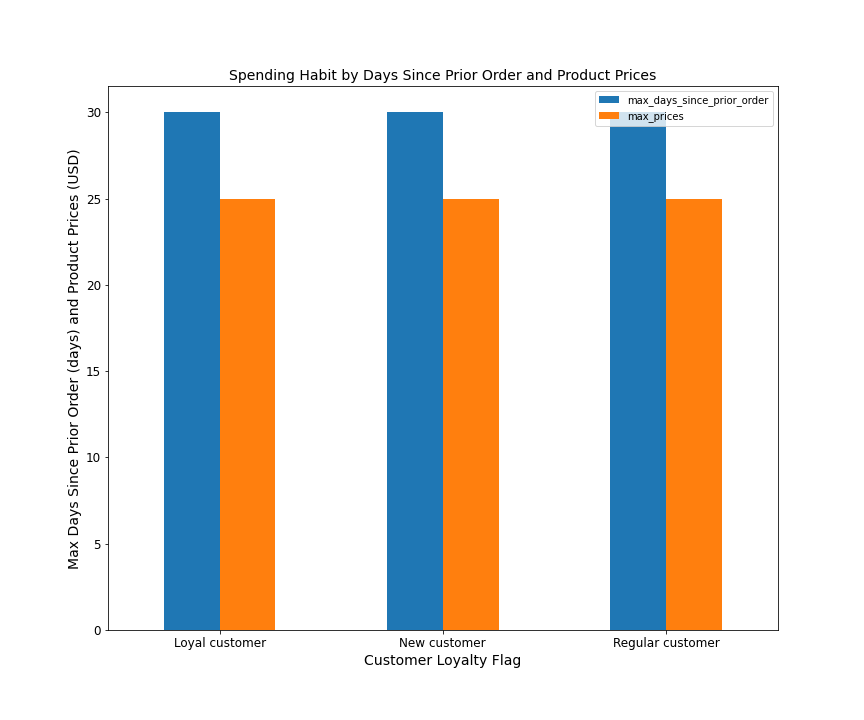 Spending Habit by Days Since Prior Order and Product Prices
max_days_since_prior_order
max_prices
Max Days Since Prior Order (days) and Product Prices (USD)
30
25
20
15
10
5
0
Loyal customer
New customer
Regular customer
Customer Loyalty Flag